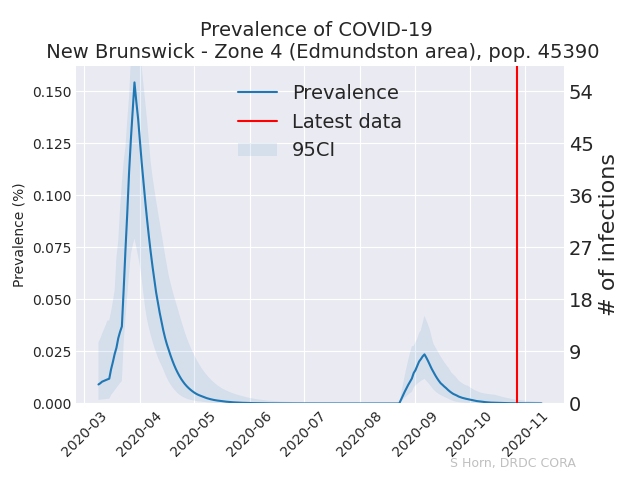 Prevalence of COVID-19
New Brunswick - Zone 4 (Edmundston area), pop. 45390
Prevalence
Latest data
95CI
Prevalence (%)
0.150
0.125
0.100
0.075
0.050
0.025
0.000
54
45
36
27
18
9
0
# of infections
2020-03
2020-04
2020-05
2020-06
2020-07
2020-08
2020-09
2020-10
2020-11
S Horn, DRDC CORA